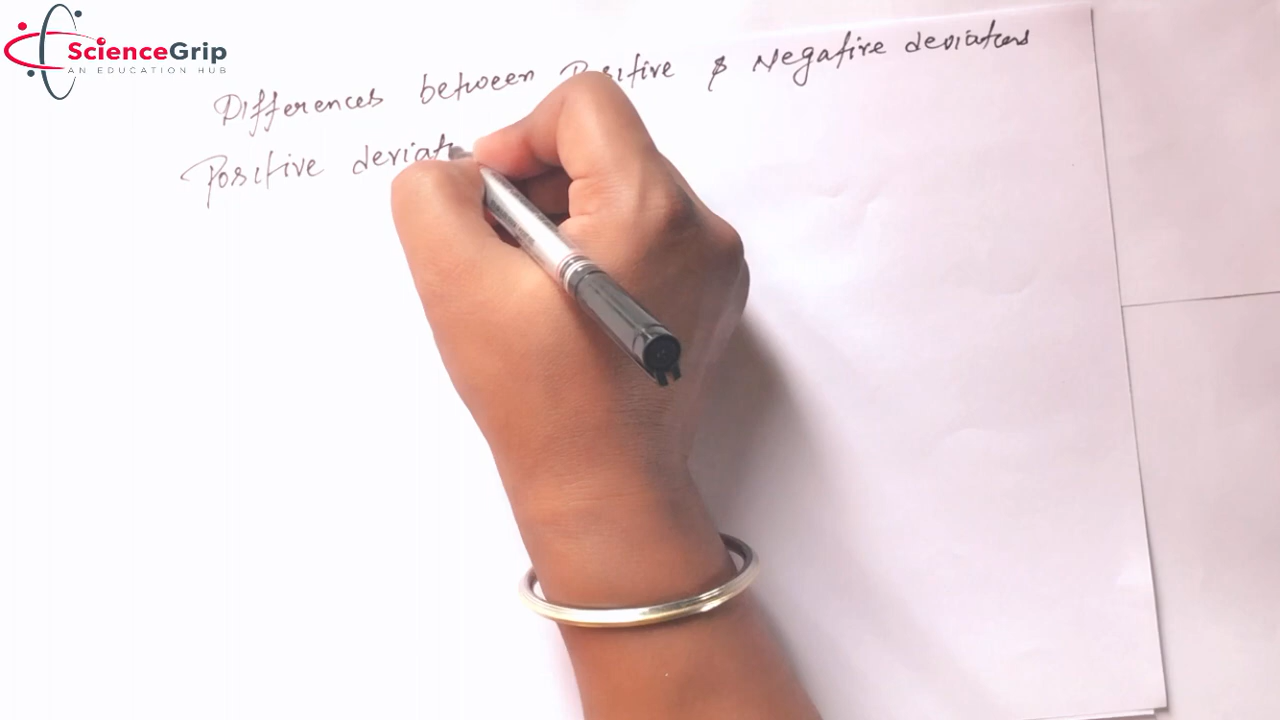 ScienceGrip
AN EDUCATION HUB
Differences between Positive & Negative deviations
Positive deviat